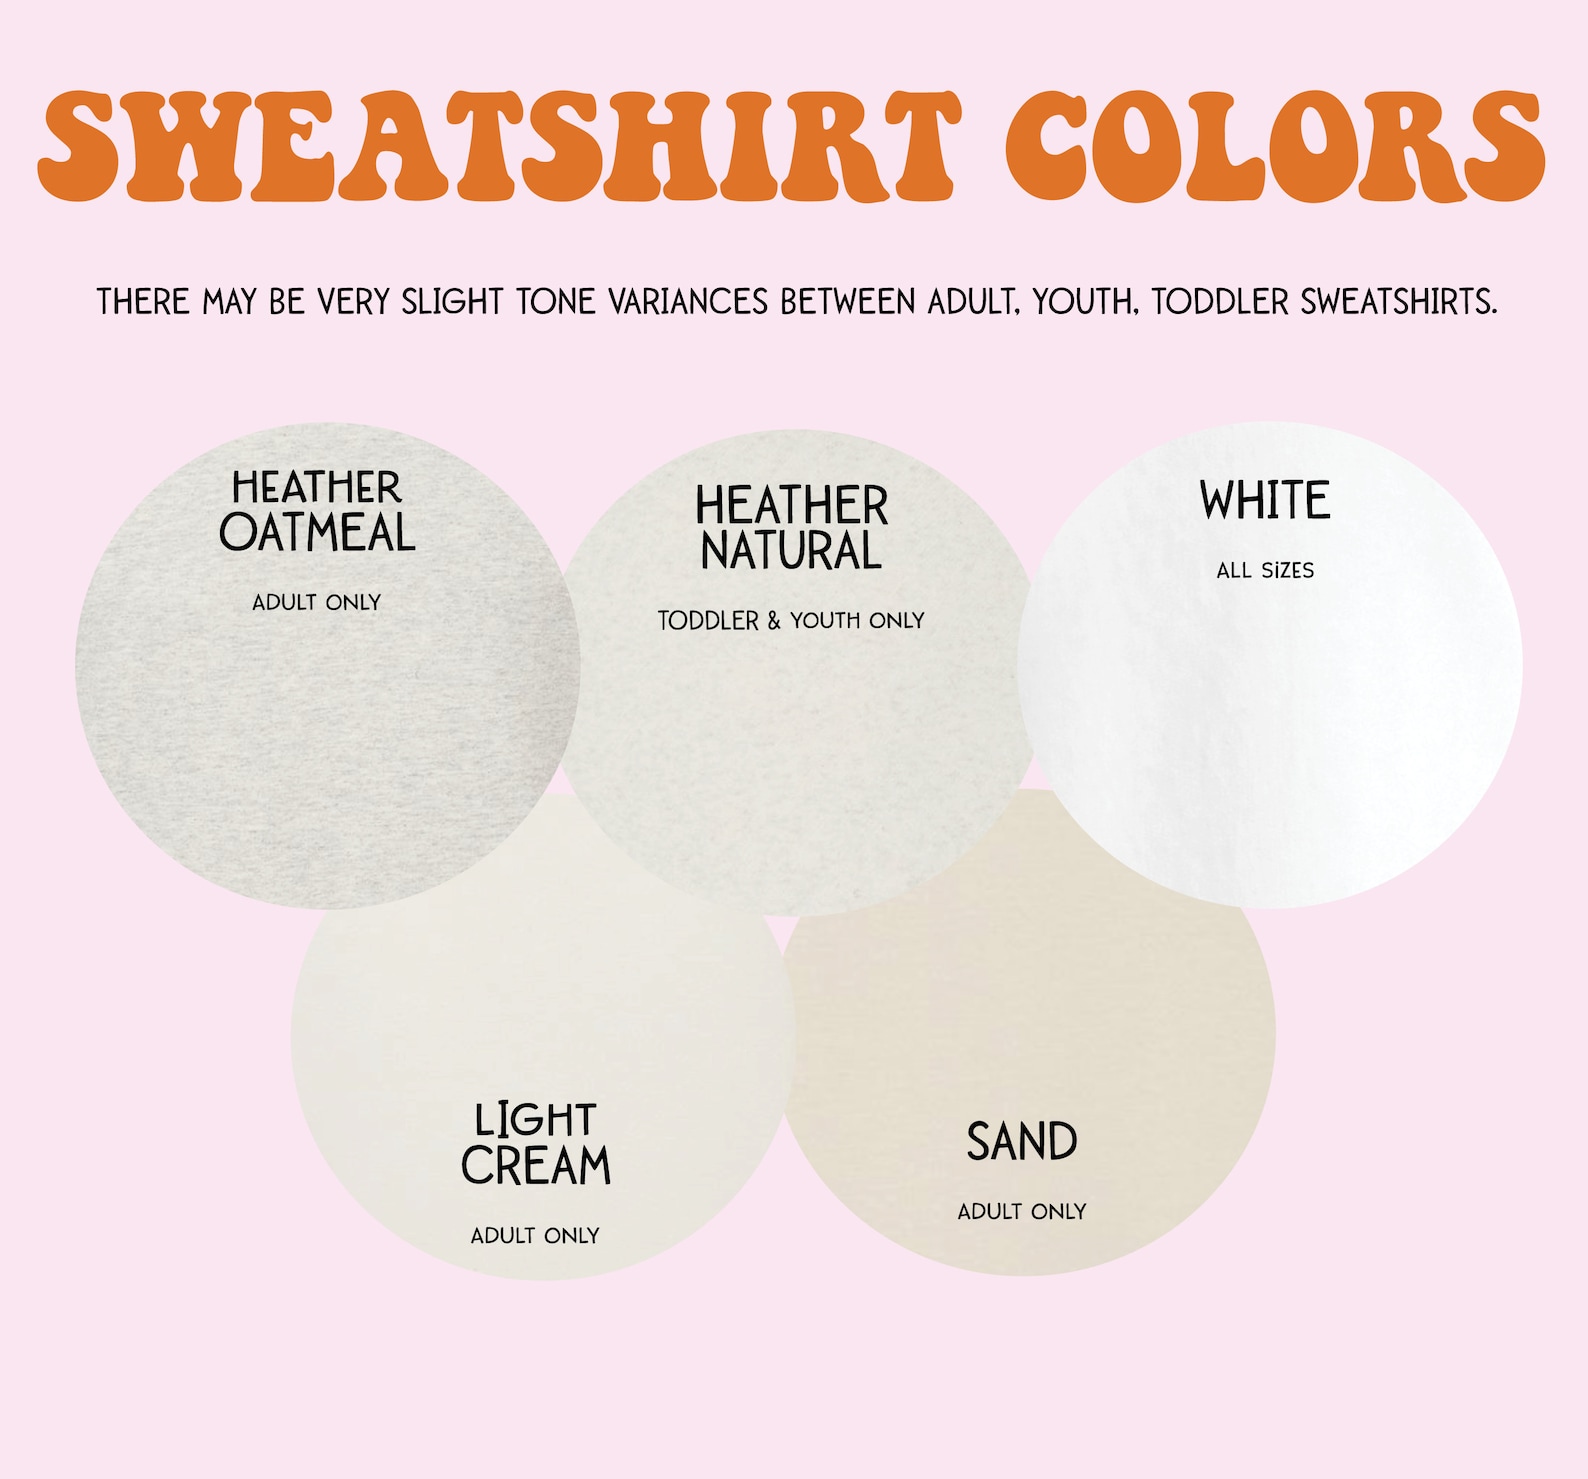 SWEATSHIRT COLORS
THERE MAY BE VERY SLIGHT TONE VARIANCES BETWEEN ADULT, YOUTH, TODDLER SWEATSHIRTS.
HEATHER
OATMEAL
ADULT ONLY
HEATHER
NATURAL
TODDLER & YOUTH ONLY
WHITE
ALL SiZES
LIGHT
CREAM
ADULT ONLY
SAND
ADULT ONLY